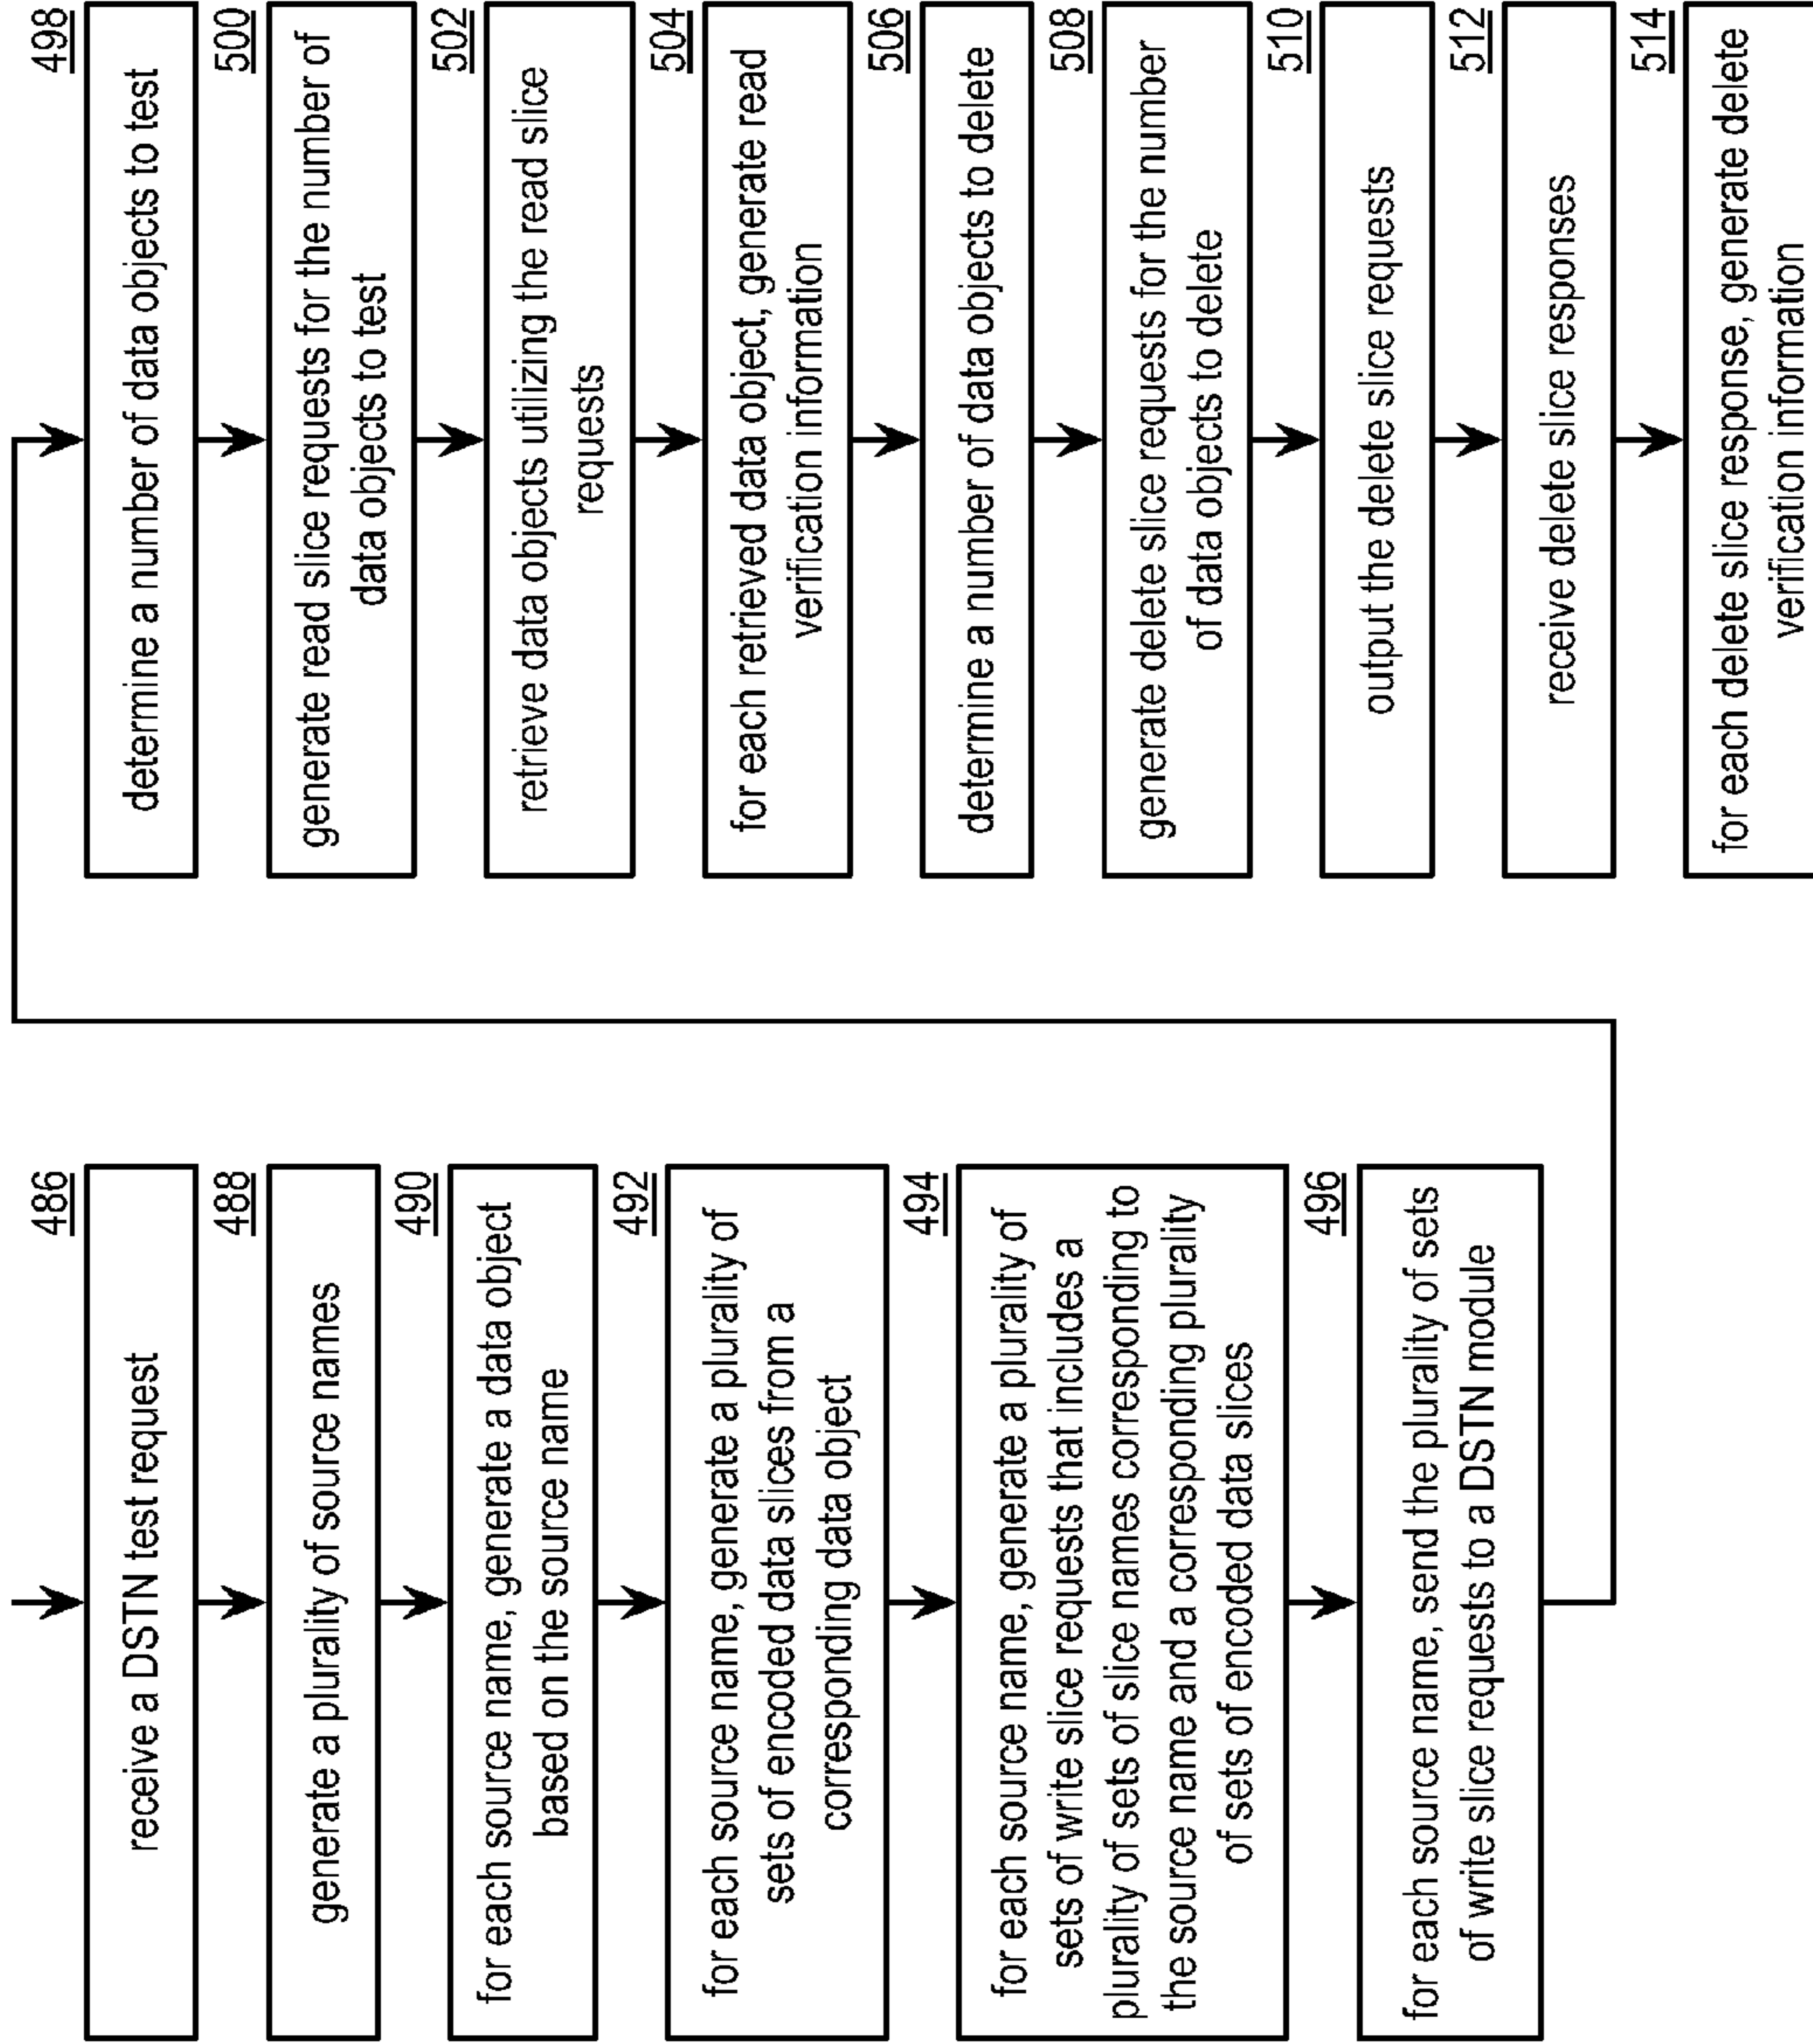 486
receive a DSTN test request
488
generate a plurality of source names
490
for each source name, generate a data object
based on the source name
492
for each source name, generate a plurality of
sets of encoded data slices from a
corresponding data object
494
for each source name, generate a plurality of
sets of write slice requests that includes a
plurality of sets of slice names corresponding to
the source name and a corresponding plurality
of sets of encoded data slices
496
for each source name, send the plurality of sets
of write slice requests to a DSTN module
498
determine a number of data objects to test
500
generate read slice requests for the number of
data objects to test
502
retrieve data objects utilizing the read slice
requests
504
for each retrieved data object, generate read
verification information
506
determine a number of data objects to delete
508
generate delete slice requests for the number
of data objects to delete
510
output the delete slice requests
512
receive delete slice responses
514
for each delete slice response, generate delete
verification information